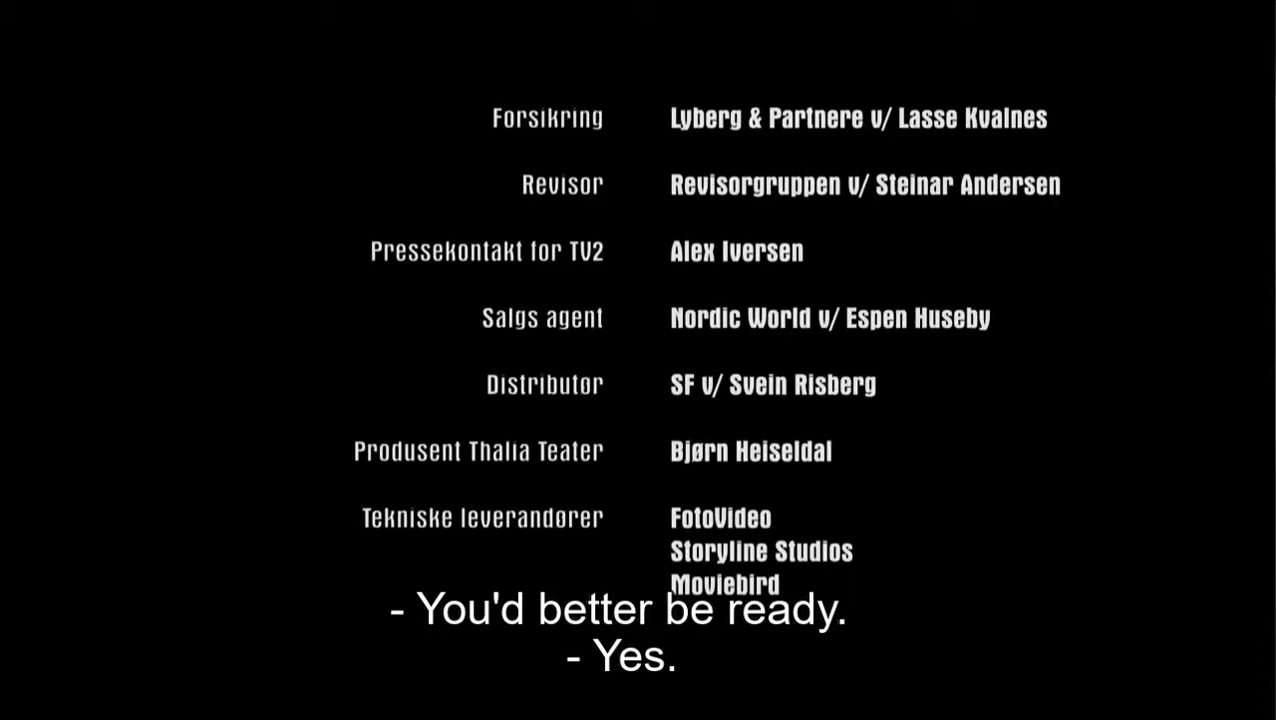 Forsikring Lyberg & Partnere v/ Lasse Kvalnes
Revisor Revisorgruppen v/ Steinar Andersen
Pressekontakt for TV2 Alex Iversen
Salgs agent Nordic World v/ Espen Huseby
Distributør SF v/ Svein Risberg
Produsent Thalia Teater Bjørn Heiseldal
Tekniske leverandører FotoVideo
Storyline Studios
Moviebird
- You'd better be ready.
- Yes.